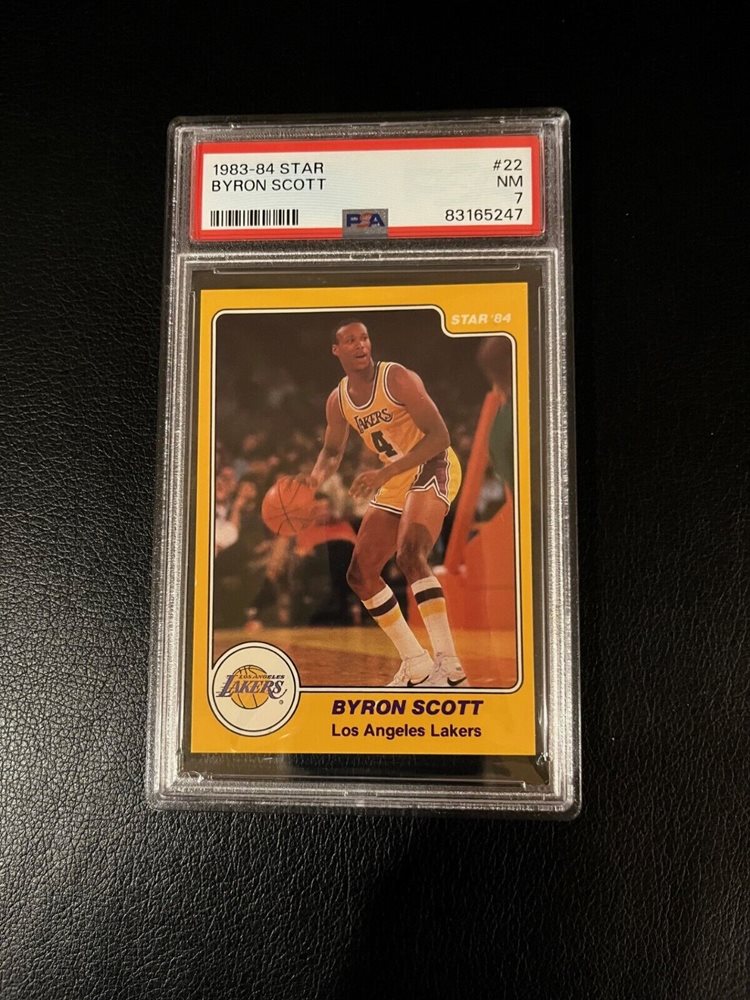 1983-84 STAR #22
BYRON SCOTT NM
7
PSA 83165247
STAR '84
LAKERS
4
LOS ANGELES
LAKERS
®
BYRON SCOTT
Los Angeles Lakers